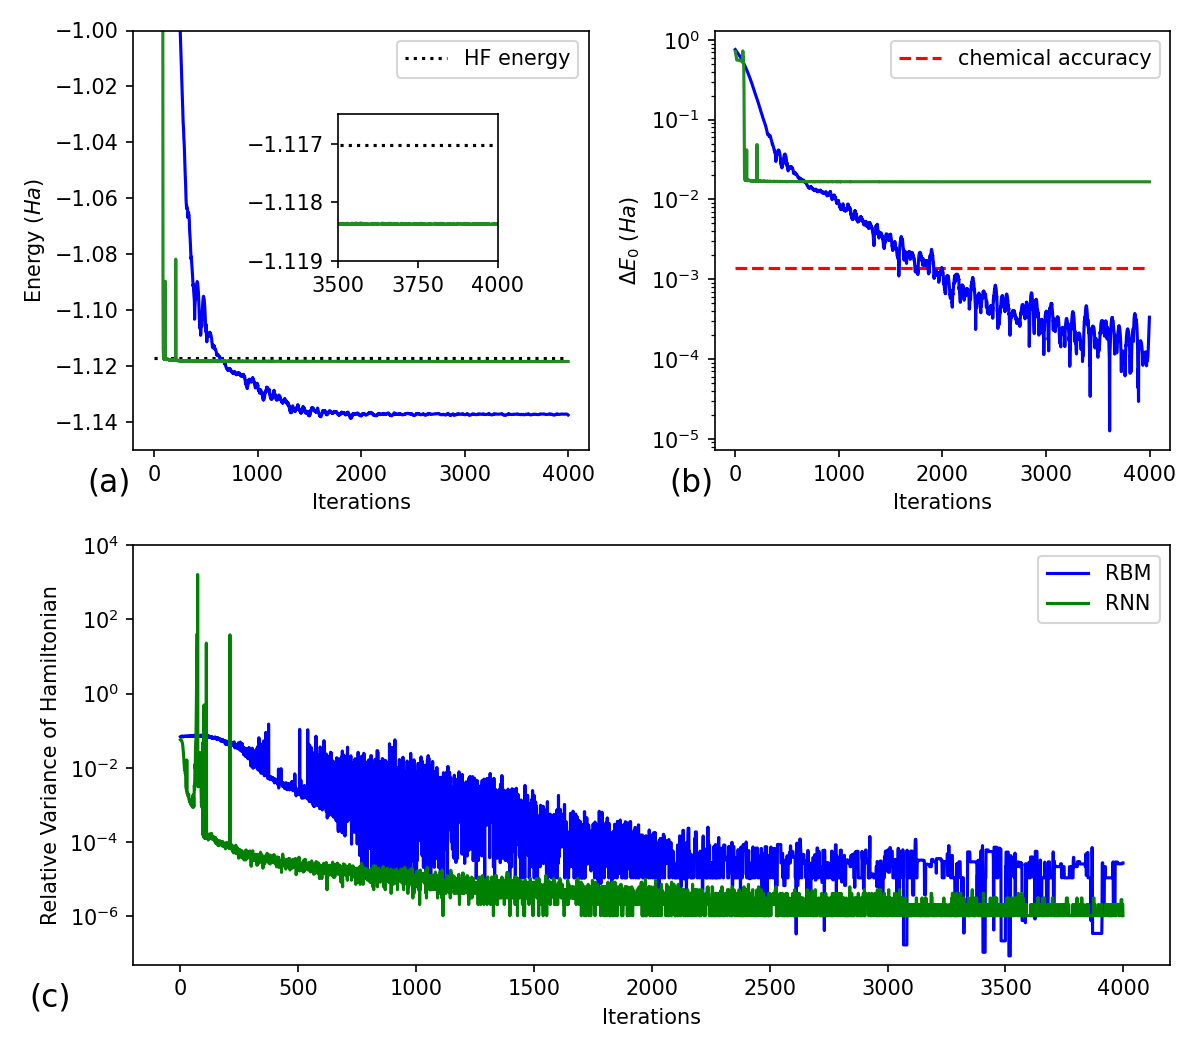 −1.00
−1.02
−1.04
−1.06
−1.08
−1.10
−1.12
−1.14
Energy (Ha)
HF energy
−1.117
−1.118
−1.119
3500 3750 4000
0 1000 2000 3000 4000
Iterations
(a)
10⁰
10⁻¹
10⁻²
10⁻³
10⁻⁴
10⁻⁵
ΔE₀ (Ha)
chemical accuracy
0 1000 2000 3000 4000
Iterations
(b)
10⁴
10²
10⁰
10⁻²
10⁻⁴
10⁻⁶
Relative Variance of Hamiltonian
RBM
RNN
0 500 1000 1500 2000 2500 3000 3500 4000
Iterations
(c)